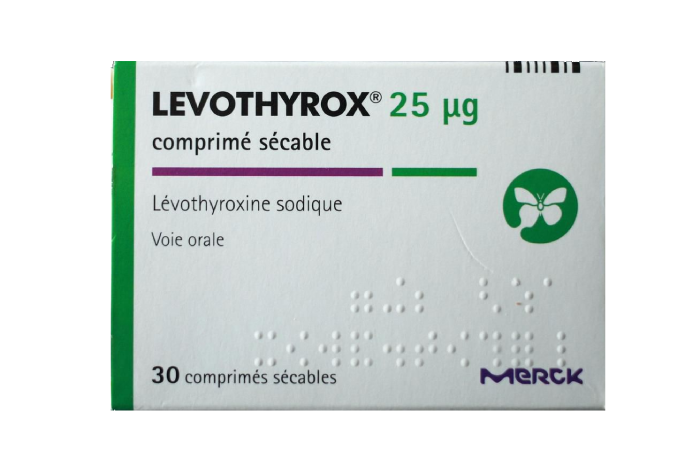 LEVOTHYROX® 25 µg
comprimé sécable
Lévothyroxine sodique
Voie orale
30 comprimés sécables
MERCK